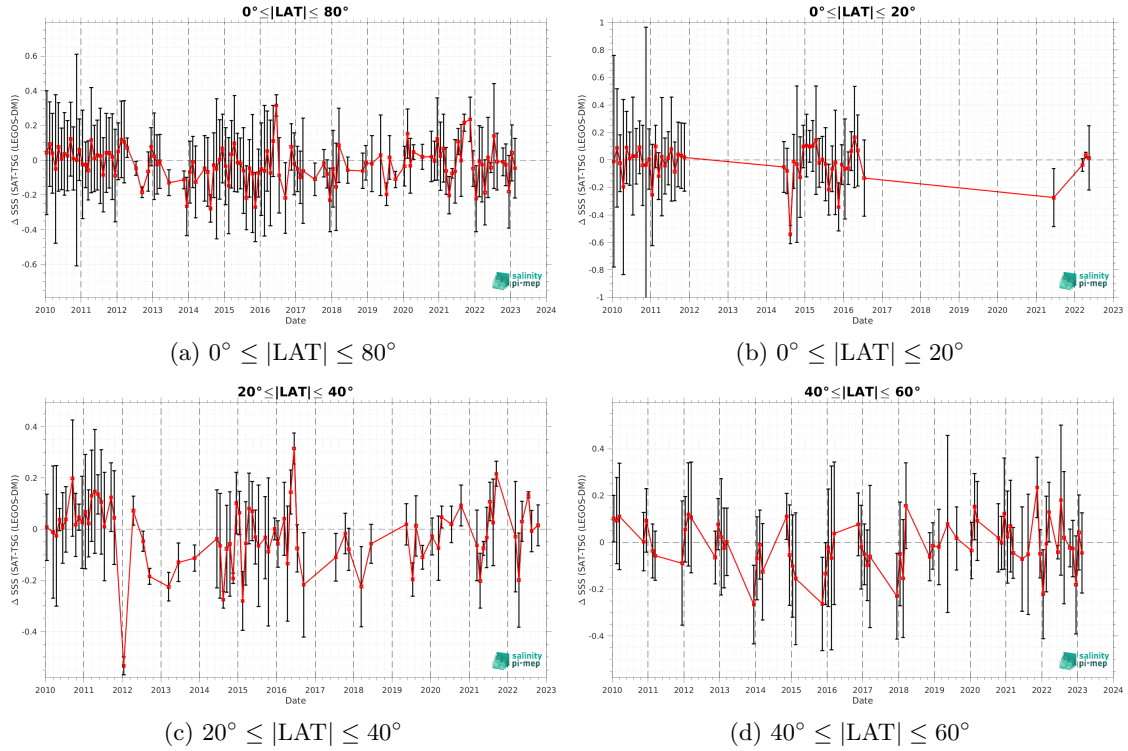 0°≤|LAT|≤ 80°
Δ SSS (SAT-TSG (LEGOS-DM))
0.6
0.4
0.2
0
-0.2
-0.4
-0.6
2010 2011 2012 2013 2014 2015 2016 2017 2018 2019 2020 2021 2022 2023 2024
Date
salinity
pi-mep
(a) 0° ≤ |LAT| ≤ 80°
0°≤|LAT|≤ 20°
Δ SSS (SAT-TSG (LEGOS-DM))
1
0.8
0.6
0.4
0.2
0
-0.2
-0.4
-0.6
-0.8
-1
2010 2011 2012 2013 2014 2015 2016 2017 2018 2019 2020 2021 2022 2023
Date
salinity
pi-mep
(b) 0° ≤ |LAT| ≤ 20°
20°≤|LAT|≤ 40°
Δ SSS (SAT-TSG (LEGOS-DM))
0.4
0.2
0
-0.2
-0.4
2010 2011 2012 2013 2014 2015 2016 2017 2018 2019 2020 2021 2022 2023
Date
salinity
pi-mep
(c) 20° ≤ |LAT| ≤ 40°
40°≤|LAT|≤ 60°
Δ SSS (SAT-TSG (LEGOS-DM))
0.4
0.2
0
-0.2
-0.4
2010 2011 2012 2013 2014 2015 2016 2017 2018 2019 2020 2021 2022 2023 2024
Date
salinity
pi-mep
(d) 40° ≤ |LAT| ≤ 60°